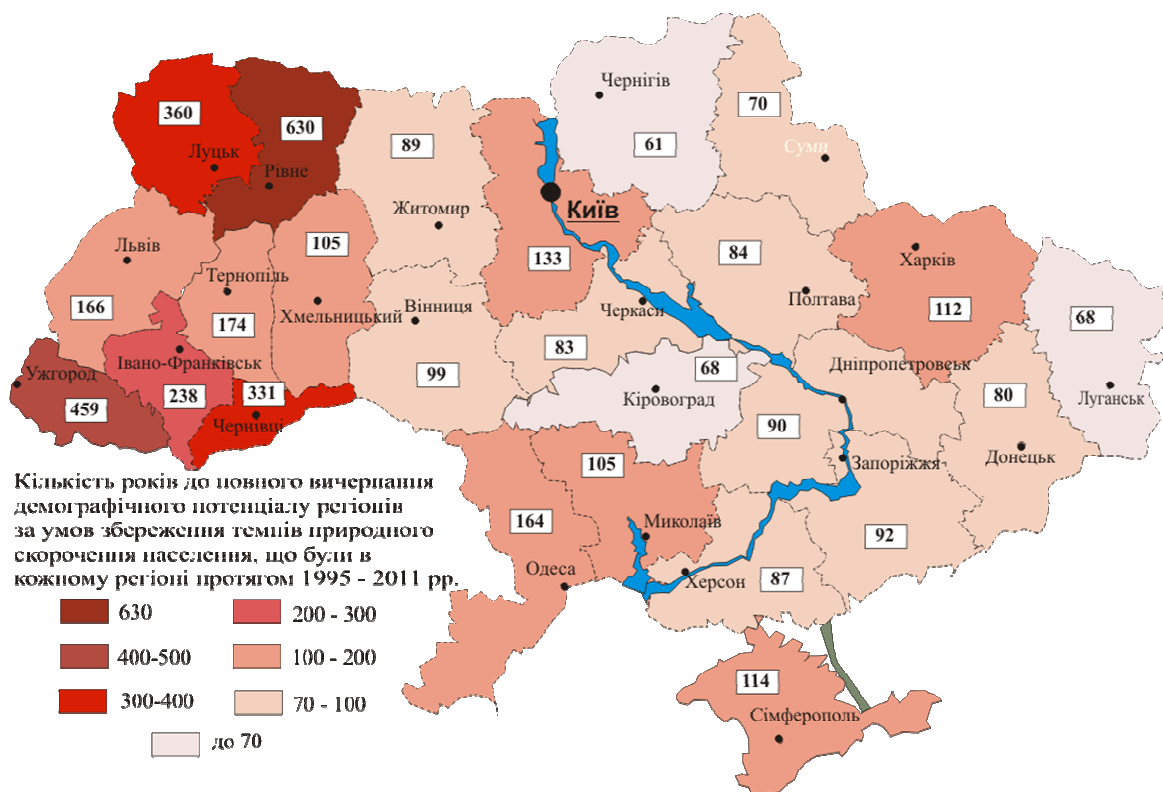 Чернігів
70
360
630
89
61
Суми
Луцьк
Рівне
Житомир
Київ
Львів
105
133
84
Харків
Тернопіль
166
174
Хмельницький
Вінниця
Черкаси
Полтава
112
68
Івано-Франківськ
83
68
Дніпропетровськ
Ужгород
459
238
331
99
Кіровоград
80
Луганськ
Чернівці
90
Донецьк
105
Запоріжжя
Кількість років до повного вичерпання
демографічного потенціалу регіонів
за умов збереження темпів природного
скорочення населення, що були в
кожному регіоні протягом 1995 - 2011 рр.
164
Миколаїв
92
Одеса
Херсон
87
630
200 - 300
400-500
100 - 200
300-400
70 - 100
до 70
114
Сімферополь